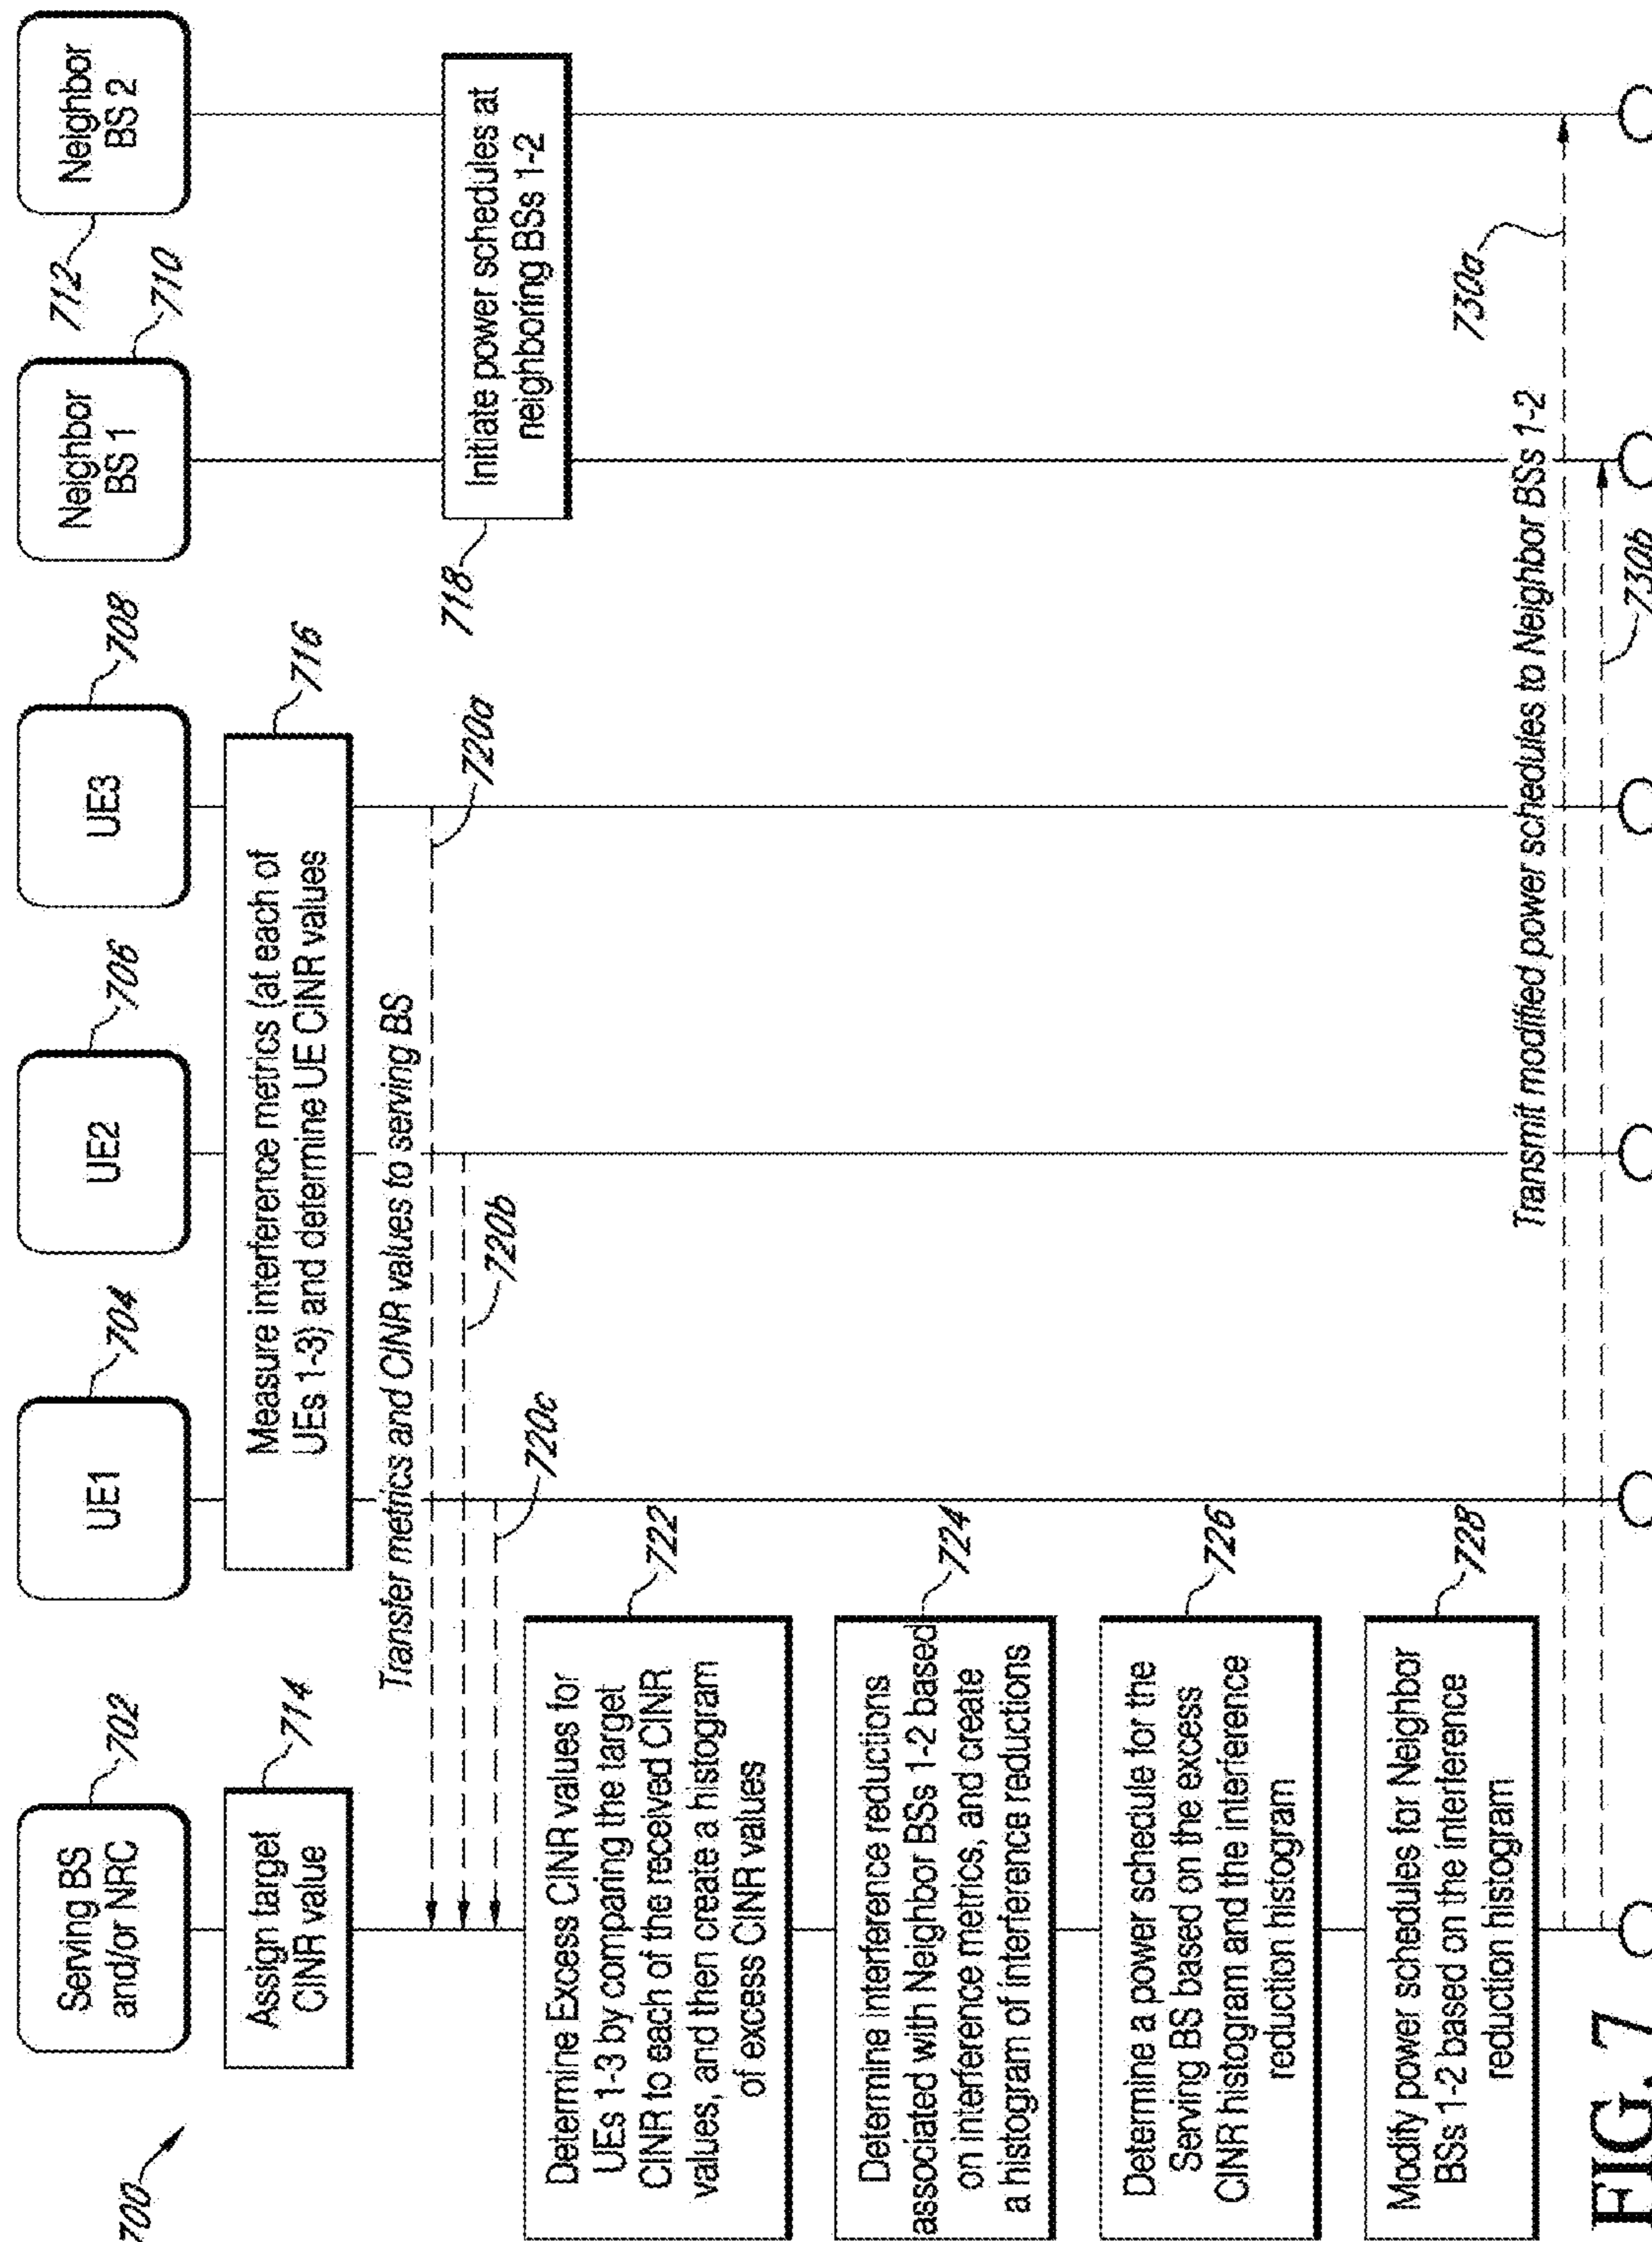 700
Serving BS
and/or NRC
702
UE1
704
UE2
706
UE3
708
Neighbor
BS 1
710
Neighbor
BS 2
712
Assign target
CINR value
714
Measure interference metrics (at each of
UEs 1-3) and determine UE CINR values
716
Transfer metrics and CINR values to serving BS
720a
720b
720c
Initiate power schedules at
neighboring BSs 1-2
718
Determine Excess CINR values for
UEs 1-3 by comparing the target
CINR to each of the received CINR
values, and then create a histogram
of excess CINR values
722
Determine interference reductions
associated with Neighbor BSs 1-2 based
on interference metrics, and create
a histogram of interference reductions
724
Determine a power schedule for the
Serving BS based on the excess
CINR histogram and the interference
reduction histogram
726
Modify power schedules for Neighbor
BSs 1-2 based on the interference
reduction histogram
728
Transmit modified power schedules to Neighbor BSs 1-2
730a
730b
FIG. 7